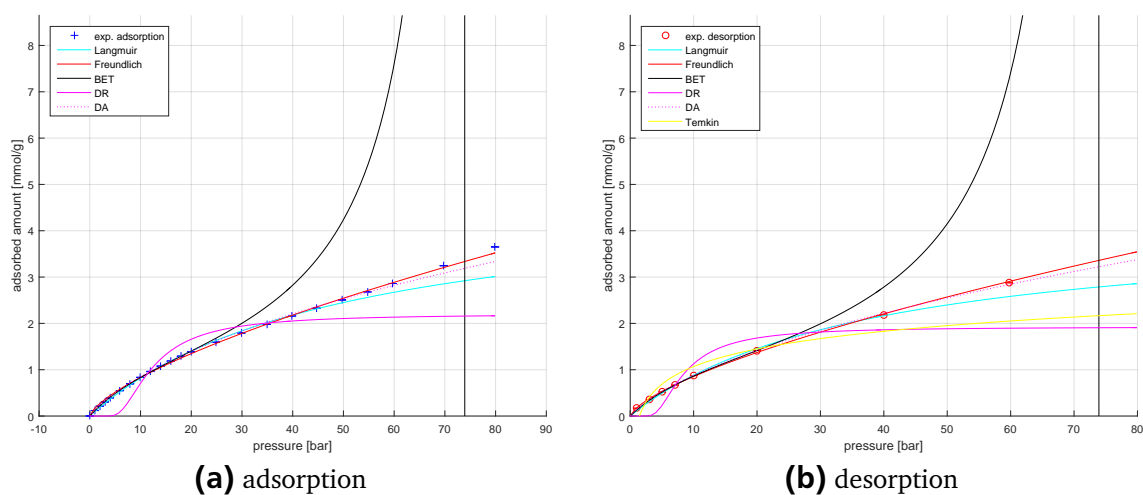 exp. adsorption
Langmuir
Freundlich
BET
DR
DA
adsorbed amount [mmol/g]
8
7
6
5
4
3
2
1
0
-10 0 10 20 30 40 50 60 70 80 90
pressure [bar]
(a) adsorption
exp. desorption
Langmuir
Freundlich
BET
DR
DA
Temkin
adsorbed amount [mmol/g]
8
7
6
5
4
3
2
1
0
0 10 20 30 40 50 60 70 80
pressure [bar]
(b) desorption